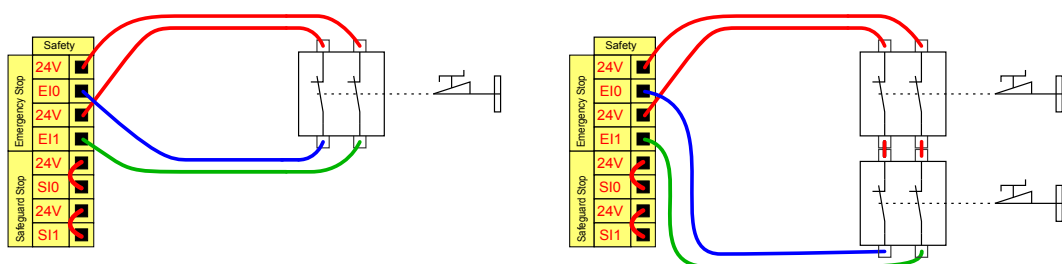 Safety
Emergency Stop
24V
EI0
24V
EI1
Safeguard Stop
24V
SI0
24V
SI1
Safety
Emergency Stop
24V
EI0
24V
EI1
Safeguard Stop
24V
SI0
24V
SI1